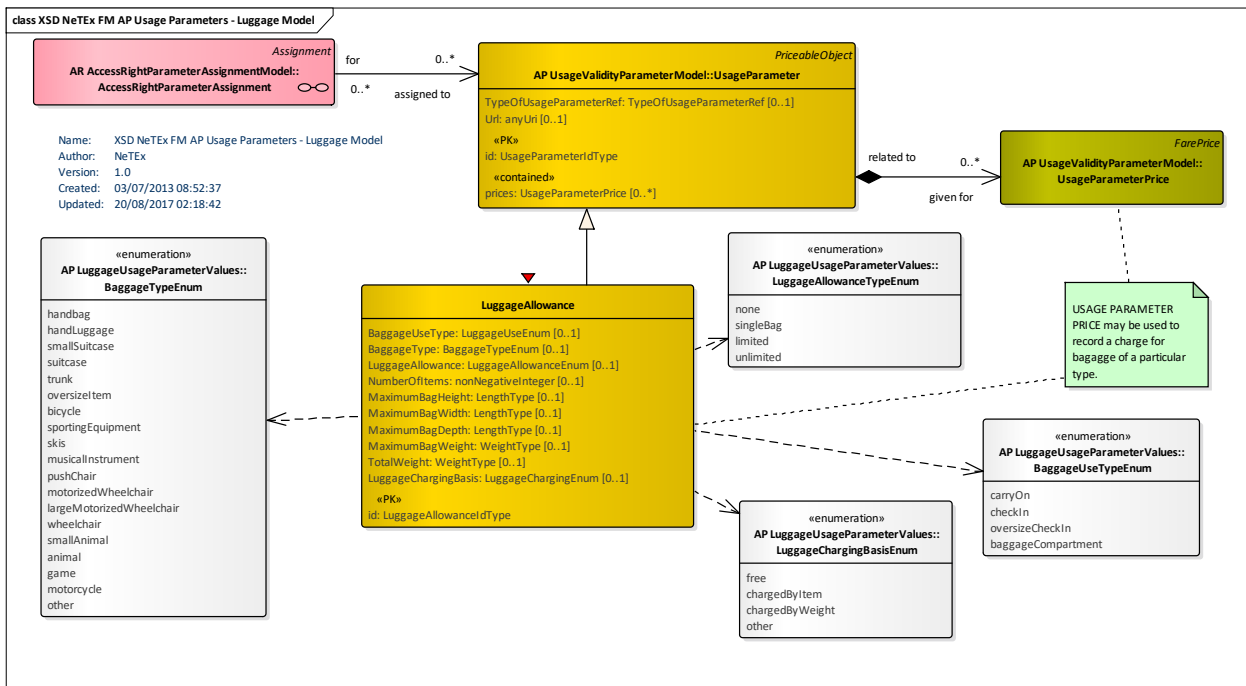 class XSD NeTEx FM AP Usage Parameters - Luggage Model
Assignment
AR AccessRightParameterAssignmentModel::
AccessRightParameterAssignment
for
0..*
0..*
assigned to
PriceableObject
AP UsageValidityParameterModel::UsageParameter
TypeOfUsageParameterRef: TypeOfUsageParameterRef [0..1]
Url: anyUri [0..1]
«PK»
id: UsageParameterIdType
«contained»
prices: UsageParameterPrice [0..*]
related to
0..*
given for
FarePrice
AP UsageValidityParameterModel::
UsageParameterPrice
Name: XSD NeTEx FM AP Usage Parameters - Luggage Model
Author: NeTEx
Version: 1.0
Created: 03/07/2013 08:52:37
Updated: 20/08/2017 02:18:42
«enumeration»
AP LuggageUsageParameterValues::
BaggageTypeEnum
handbag
handLuggage
smallSuitcase
suitcase
trunk
oversizeItem
bicycle
sportingEquipment
skis
musicalInstrument
pushChair
motorizedWheelchair
largeMotorizedWheelchair
wheelchair
smallAnimal
animal
game
motorcycle
other
LuggageAllowance
BaggageUseType: LuggageUseEnum [0..1]
BaggageType: BaggageTypeEnum [0..1]
LuggageAllowance: LuggageAllowanceEnum [0..1]
NumberOfItems: nonNegativeInteger [0..1]
MaximumBagHeight: LengthType [0..1]
MaximumBagWidth: LengthType [0..1]
MaximumBagDepth: LengthType [0..1]
MaximumBagWeight: WeightType [0..1]
TotalWeight: WeightType [0..1]
LuggageChargingBasis: LuggageChargingEnum [0..1]
«PK»
id: LuggageAllowanceIdType
«enumeration»
AP LuggageUsageParameterValues::
LuggageAllowanceTypeEnum
none
singleBag
limited
unlimited
USAGE PARAMETER
PRICE may be used to
record a charge for
bagagge of a particular
type.
«enumeration»
AP LuggageUsageParameterValues::
BaggageUseTypeEnum
carryOn
checkIn
oversizeCheckIn
baggageCompartment
«enumeration»
AP LuggageUsageParameterValues::
LuggageChargingBasisEnum
free
chargedByItem
chargedByWeight
other